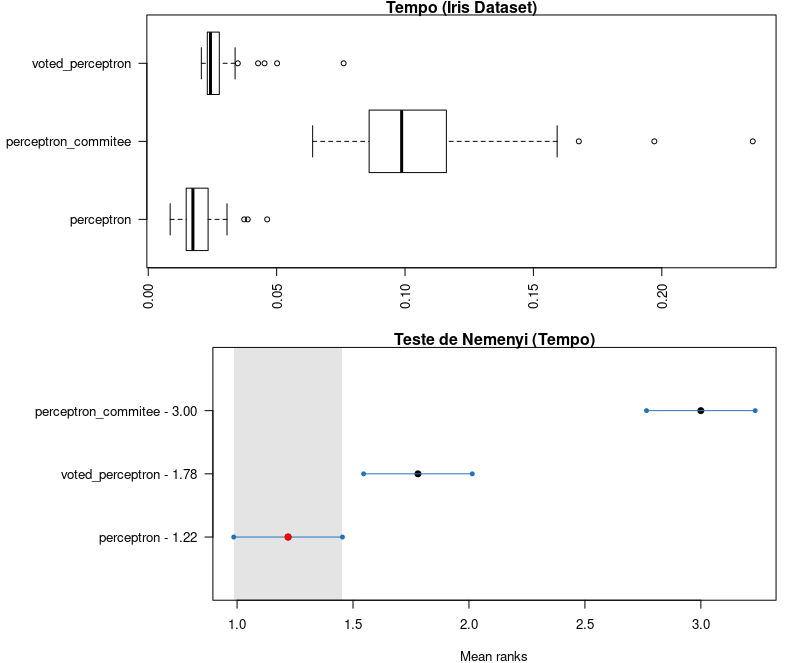 Tempo (Iris Dataset)
voted_perceptron
perceptron_commitee
perceptron
0.00 0.05 0.10 0.15 0.20
Teste de Nemenyi (Tempo)
perceptron_commitee - 3.00
voted_perceptron - 1.78
perceptron - 1.22
1.0 1.5 2.0 2.5 3.0
Mean ranks